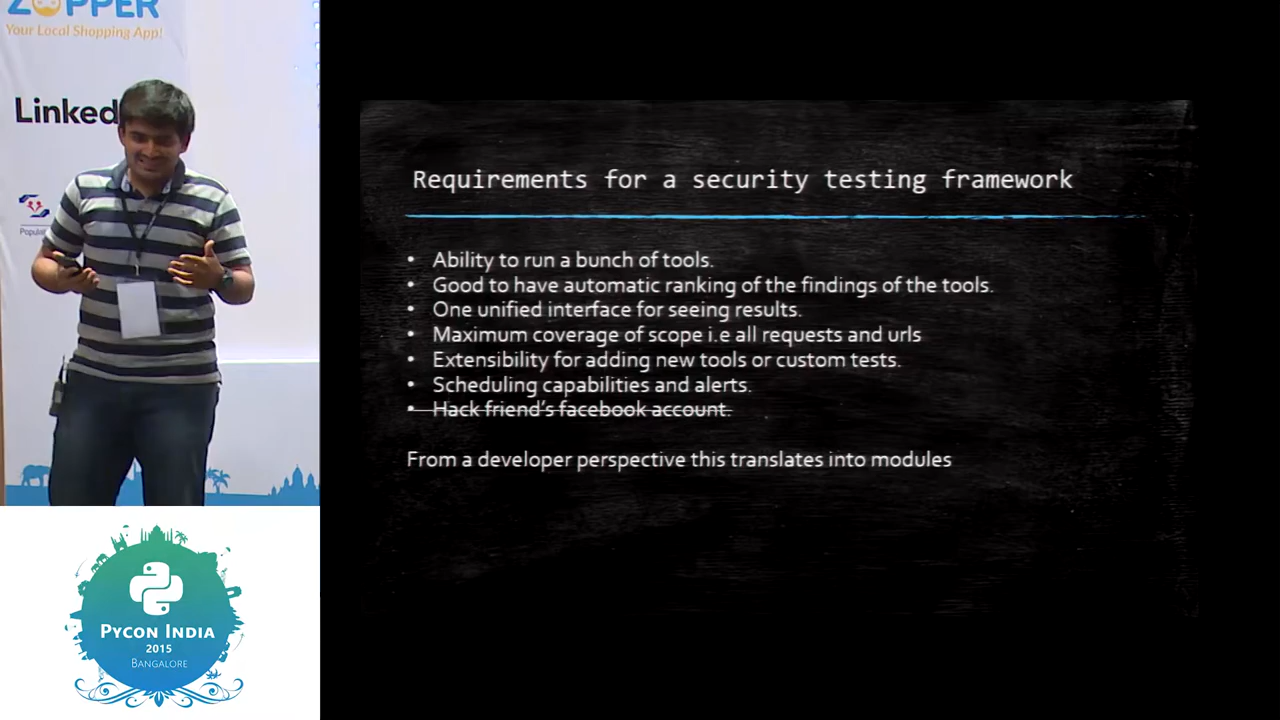 ZOPPER
Your Local Shopping App!
Linked
Requirements for a security testing framework
• Ability to run a bunch of tools.
• Good to have automatic ranking of the findings of the tools.
• One unified interface for seeing results.
• Maximum coverage of scope i.e all requests and urls
• Extensibility for adding new tools or custom tests.
• Scheduling capabilities and alerts.
• Hack friend's facebook account.
From a developer perspective this translates into modules
PYCON INDIA
2015
BANGALORE